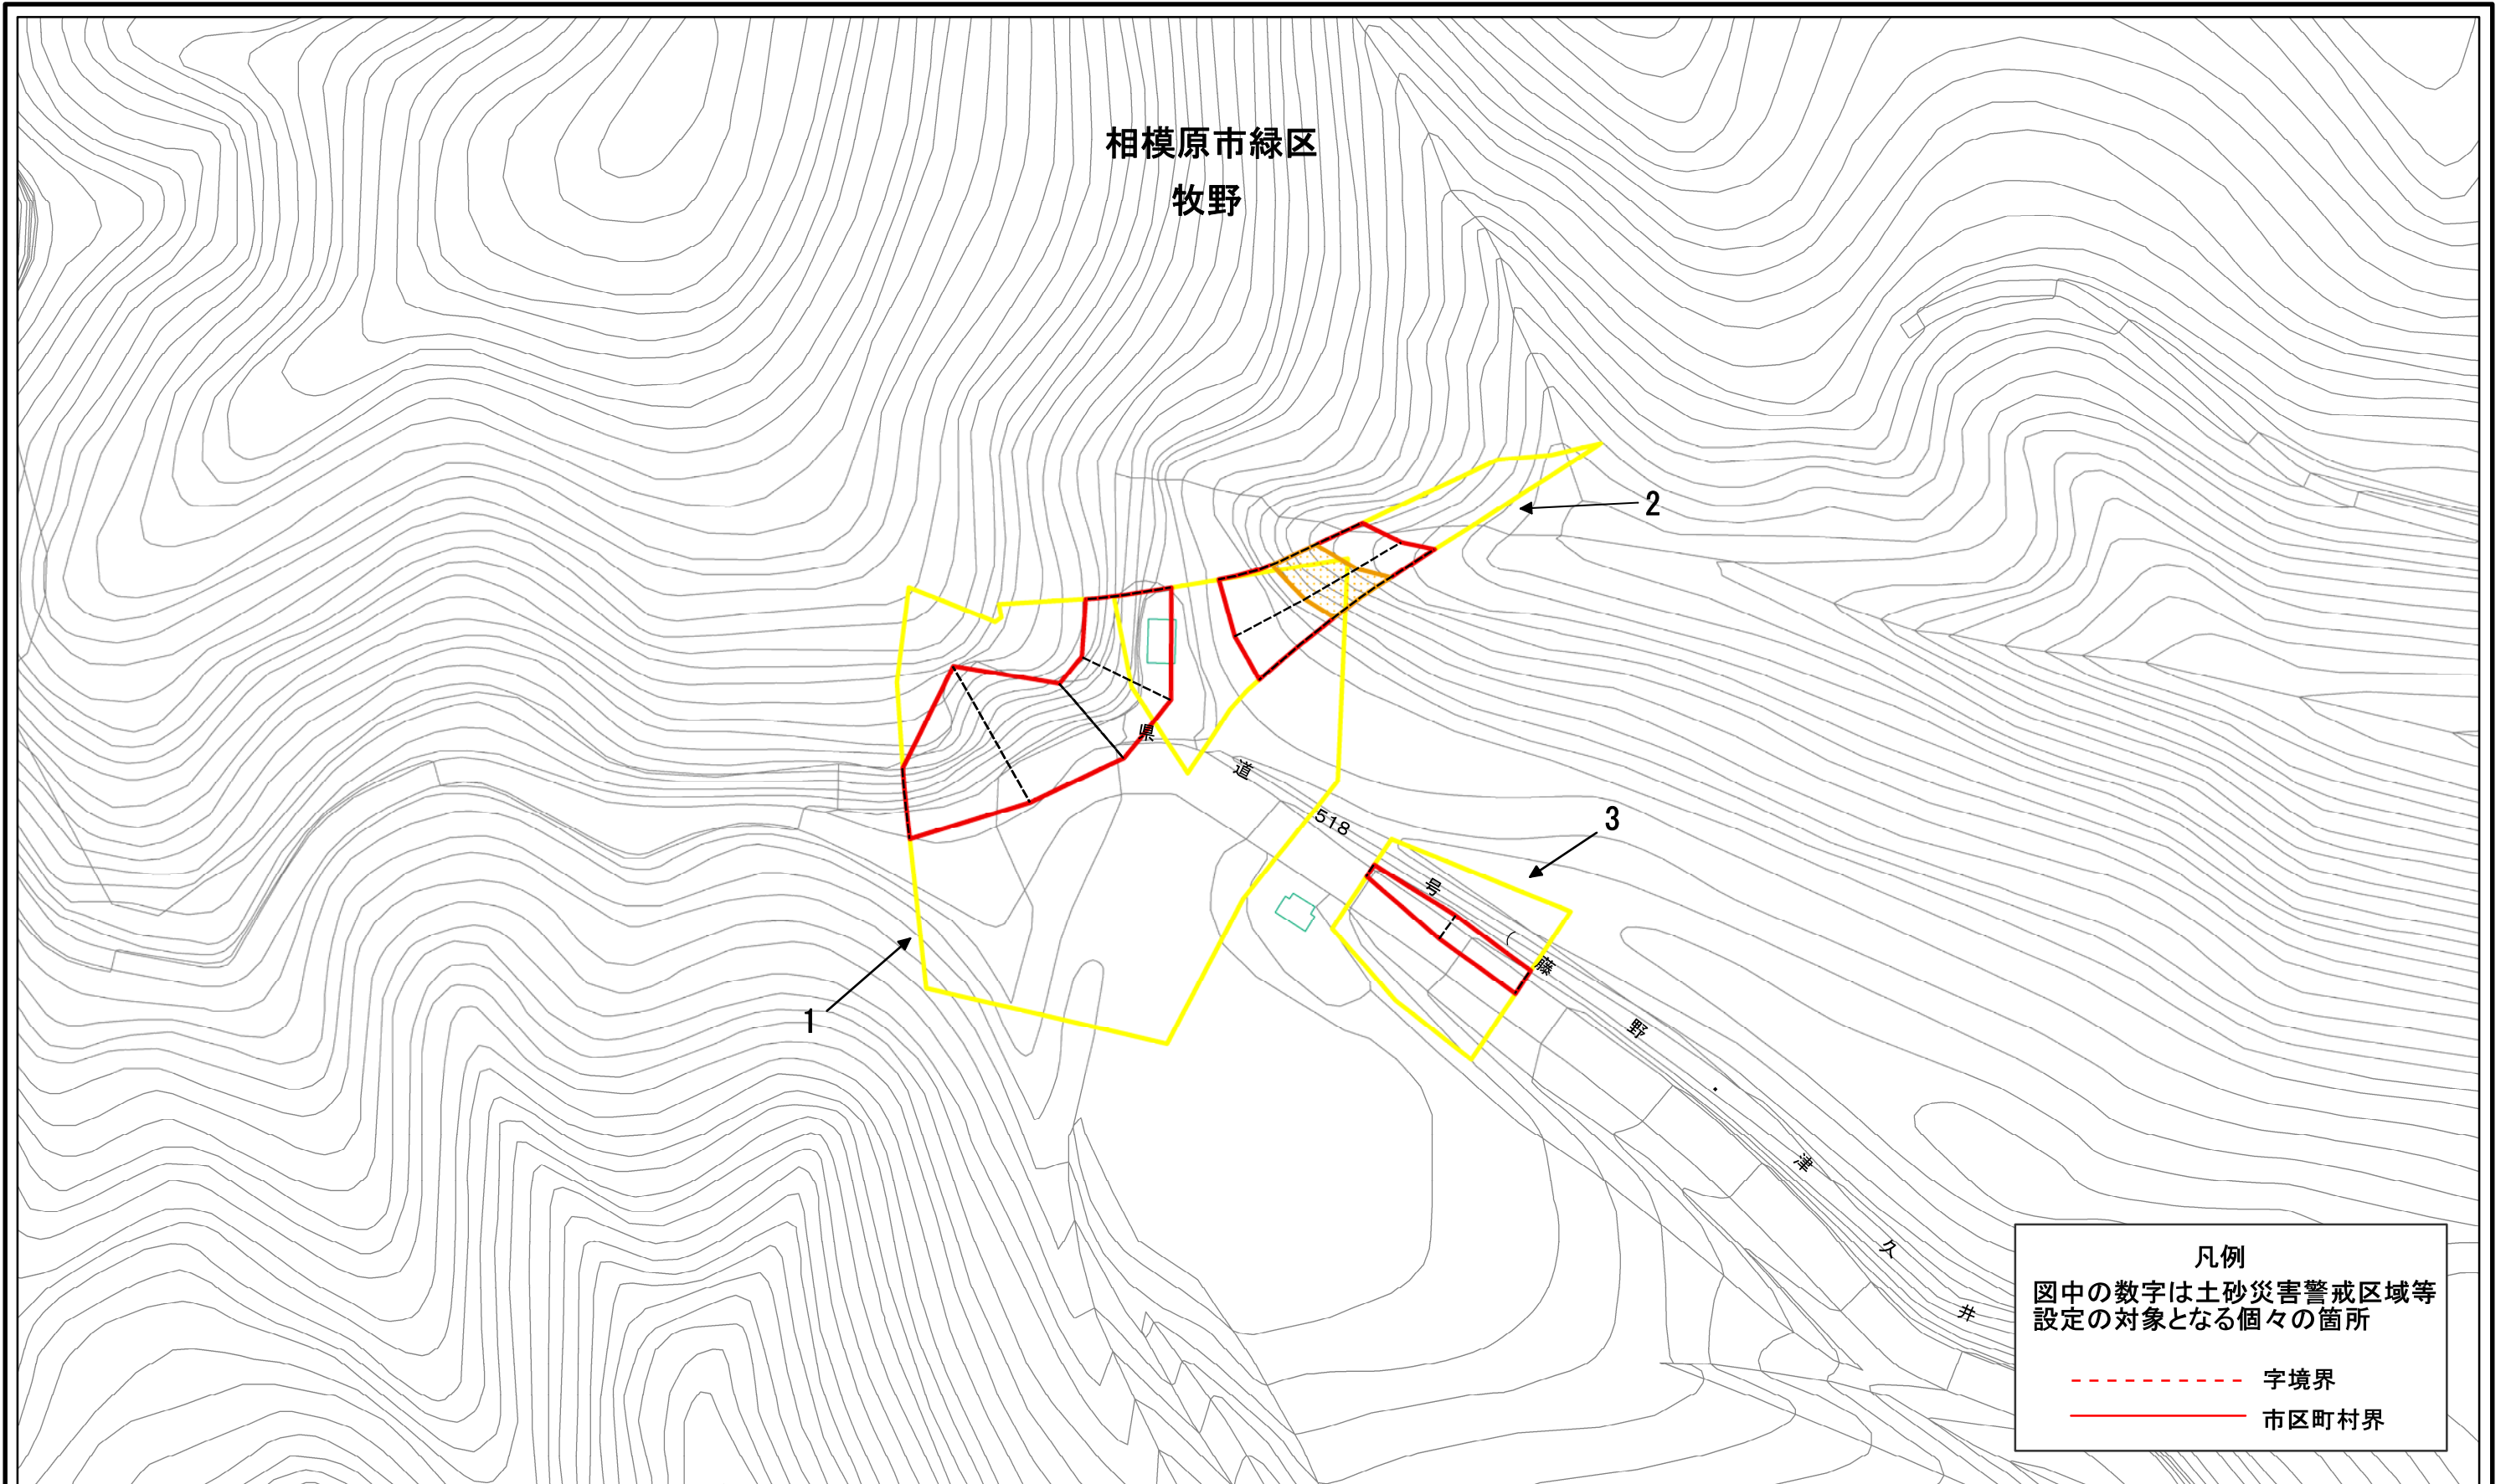 相模原市緑区
牧野
2
県
道
518
号
(
藤
野
・
津
久
井
3
1
凡例
図中の数字は土砂災害警戒区域等
設定の対象となる個々の箇所
字境界
市区町村界